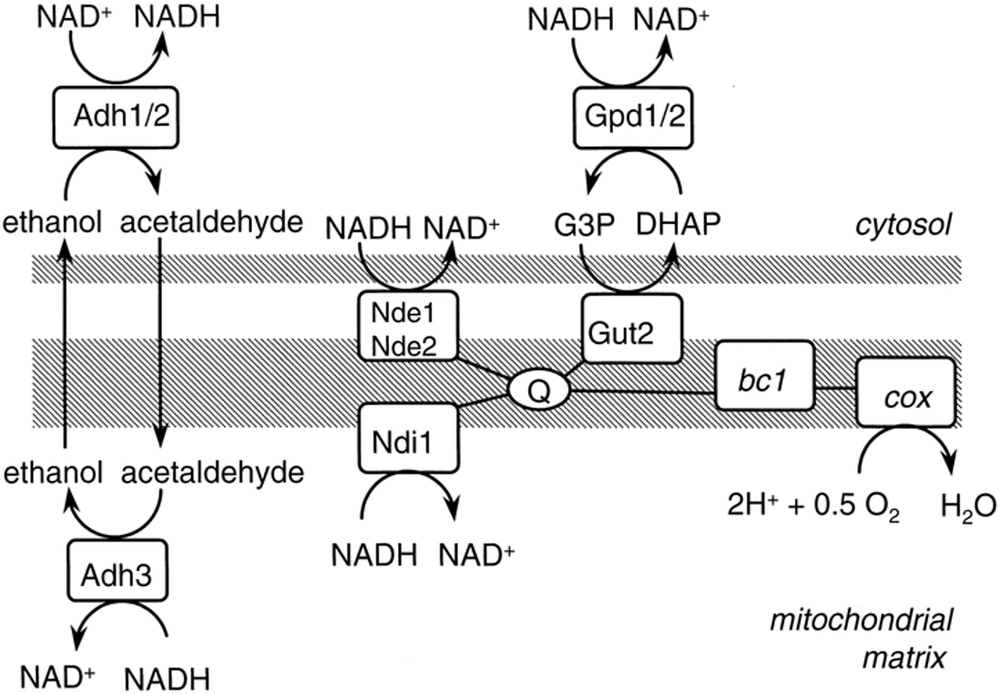 NAD⁺ NADH
NADH NAD⁺
Adh1/2
Gpd1/2
ethanol acetaldehyde
NADH NAD⁺
G3P DHAP
cytosol
Nde1
Nde2
Gut2
Q
bc1
cox
Ndi1
ethanol acetaldehyde
2H⁺ + 0.5 O₂ H₂O
NADH NAD⁺
Adh3
mitochondrial
matrix
NAD⁺ NADH